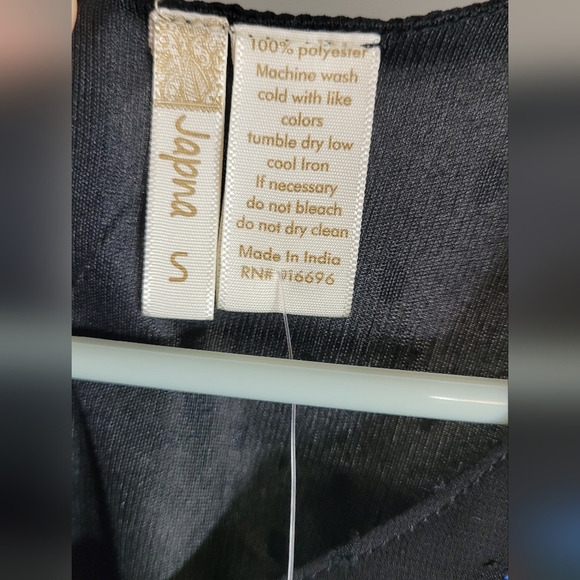 Japna
S
100% polyester
Machine wash
cold with like
colors
tumble dry low
cool Iron
If necessary
do not bleach
do not dry clean
Made In India
RN# 116696